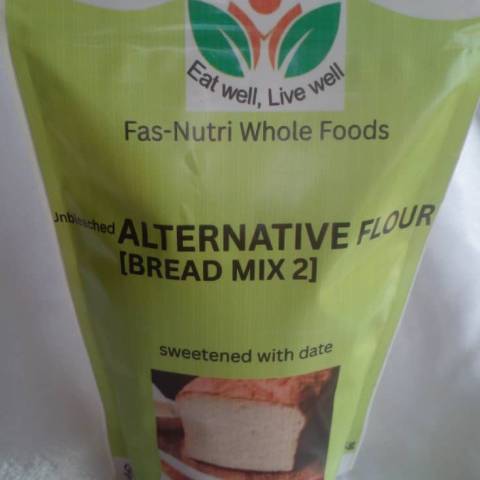 Eat well, Live well
Fas-Nutri Whole Foods
Unbleached ALTERNATIVE FLOUR
[BREAD MIX 2]
sweetened with date